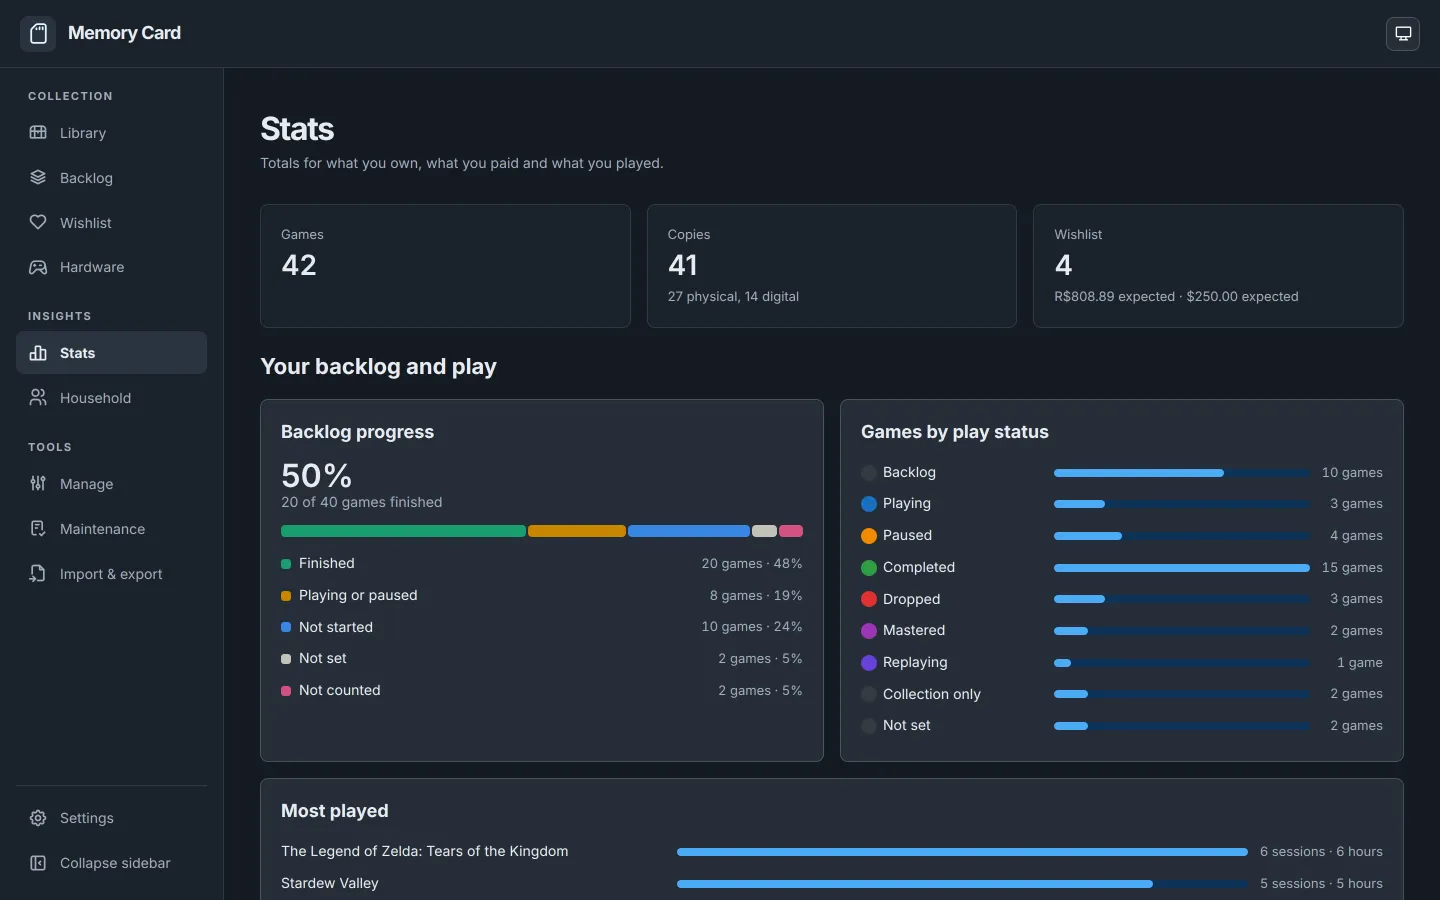 Memory Card
COLLECTION
Library
Backlog
Wishlist
Hardware
INSIGHTS
Stats
Household
TOOLS
Manage
Maintenance
Import & export
Settings
Collapse sidebar
Stats
Totals for what you own, what you paid and what you played.
Games
42
Copies
41
27 physical, 14 digital
Wishlist
4
R$808.89 expected · $250.00 expected
Your backlog and play
Backlog progress
50%
20 of 40 games finished
Finished 20 games · 48%
Playing or paused 8 games · 19%
Not started 10 games · 24%
Not set 2 games · 5%
Not counted 2 games · 5%
Games by play status
Backlog 10 games
Playing 3 games
Paused 4 games
Completed 15 games
Dropped 3 games
Mastered 2 games
Replaying 1 game
Collection only 2 games
Not set 2 games
Most played
The Legend of Zelda: Tears of the Kingdom 6 sessions · 6 hours
Stardew Valley 5 sessions · 5 hours